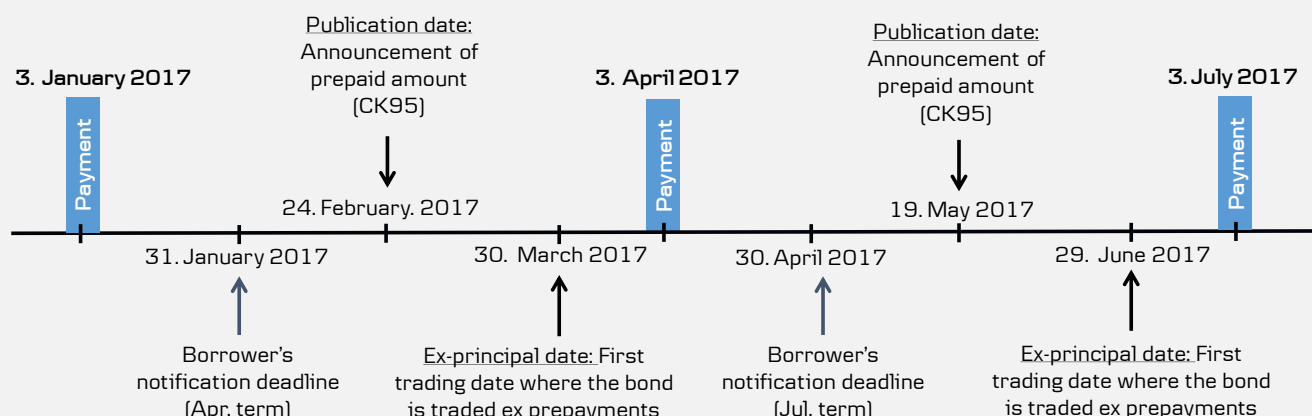 Publication date:
Announcement of
prepaid amount
(CK95)
Publication date:
Announcement of
prepaid amount
(CK95)
3. January 2017
3. April 2017
3. July 2017
Payment
Payment
Payment
24. February. 2017
19. May 2017
31. January 2017
30. March 2017
30. April 2017
29. June 2017
Borrower's
notification deadline
(Apr. term)
Ex-principal date: First
trading date where the bond
is traded ex prepayments
Borrower's
notification deadline
(Jul. term)
Ex-principal date: First
trading date where the bond
is traded ex prepayments